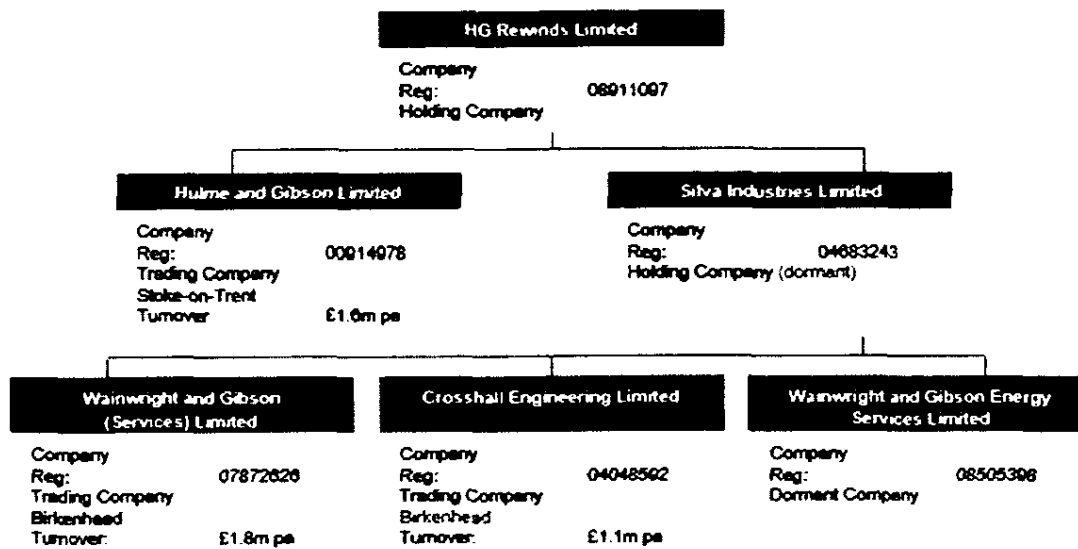 HG Rewinds Limited
Company
Reg: 08911097
Holding Company
Hulme and Gibson Limited
Company
Reg: 00914978
Trading Company
Stoke-on-Trent
Turnover £1.6m pa
Silva Industries Limited
Company
Reg: 04683243
Holding Company (dormant)
Wainwright and Gibson
(Services) Limited
Company
Reg: 07872626
Trading Company
Birkenhead
Turnover: £1.8m pa
Crosshall Engineering Limited
Company
Reg: 04048592
Trading Company
Birkenhead
Turnover: £1.1m pa
Wainwright and Gibson Energy
Services Limited
Company
Reg: 08505398
Dormant Company